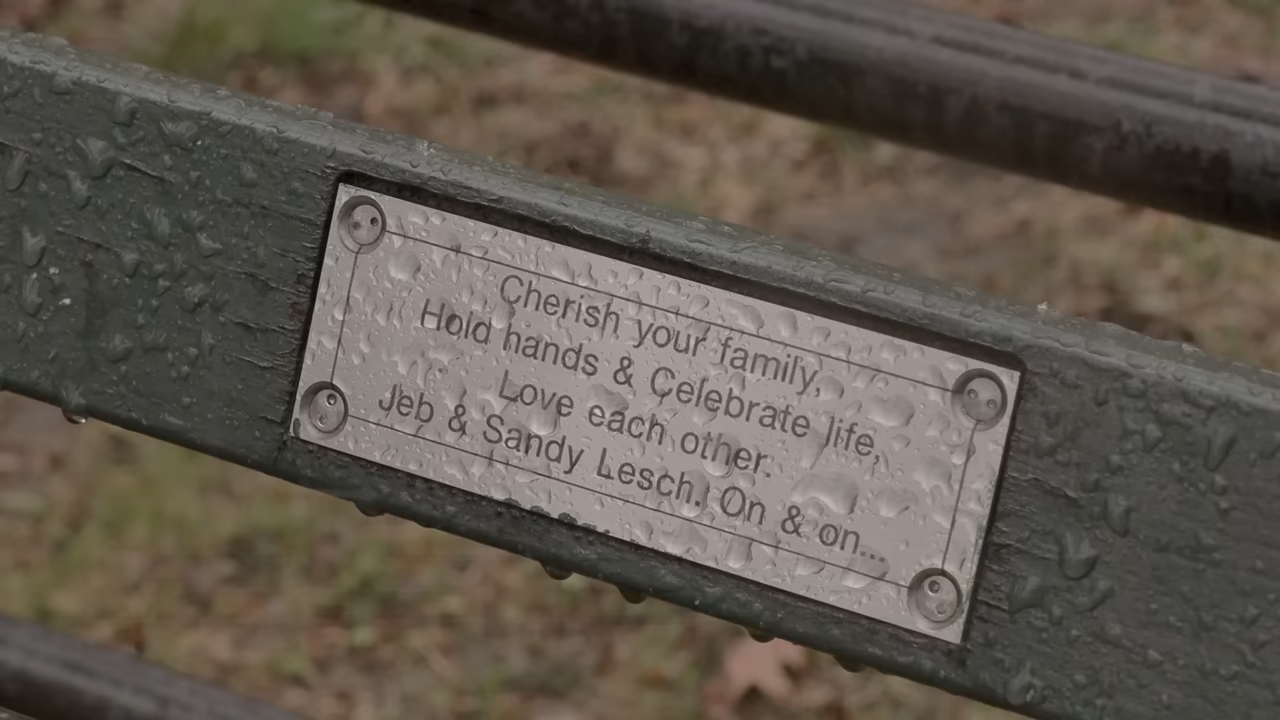 Cherish your family,
Hold hands & Celebrate life,
Love each other.
Jeb & Sandy Lesch. On & on...